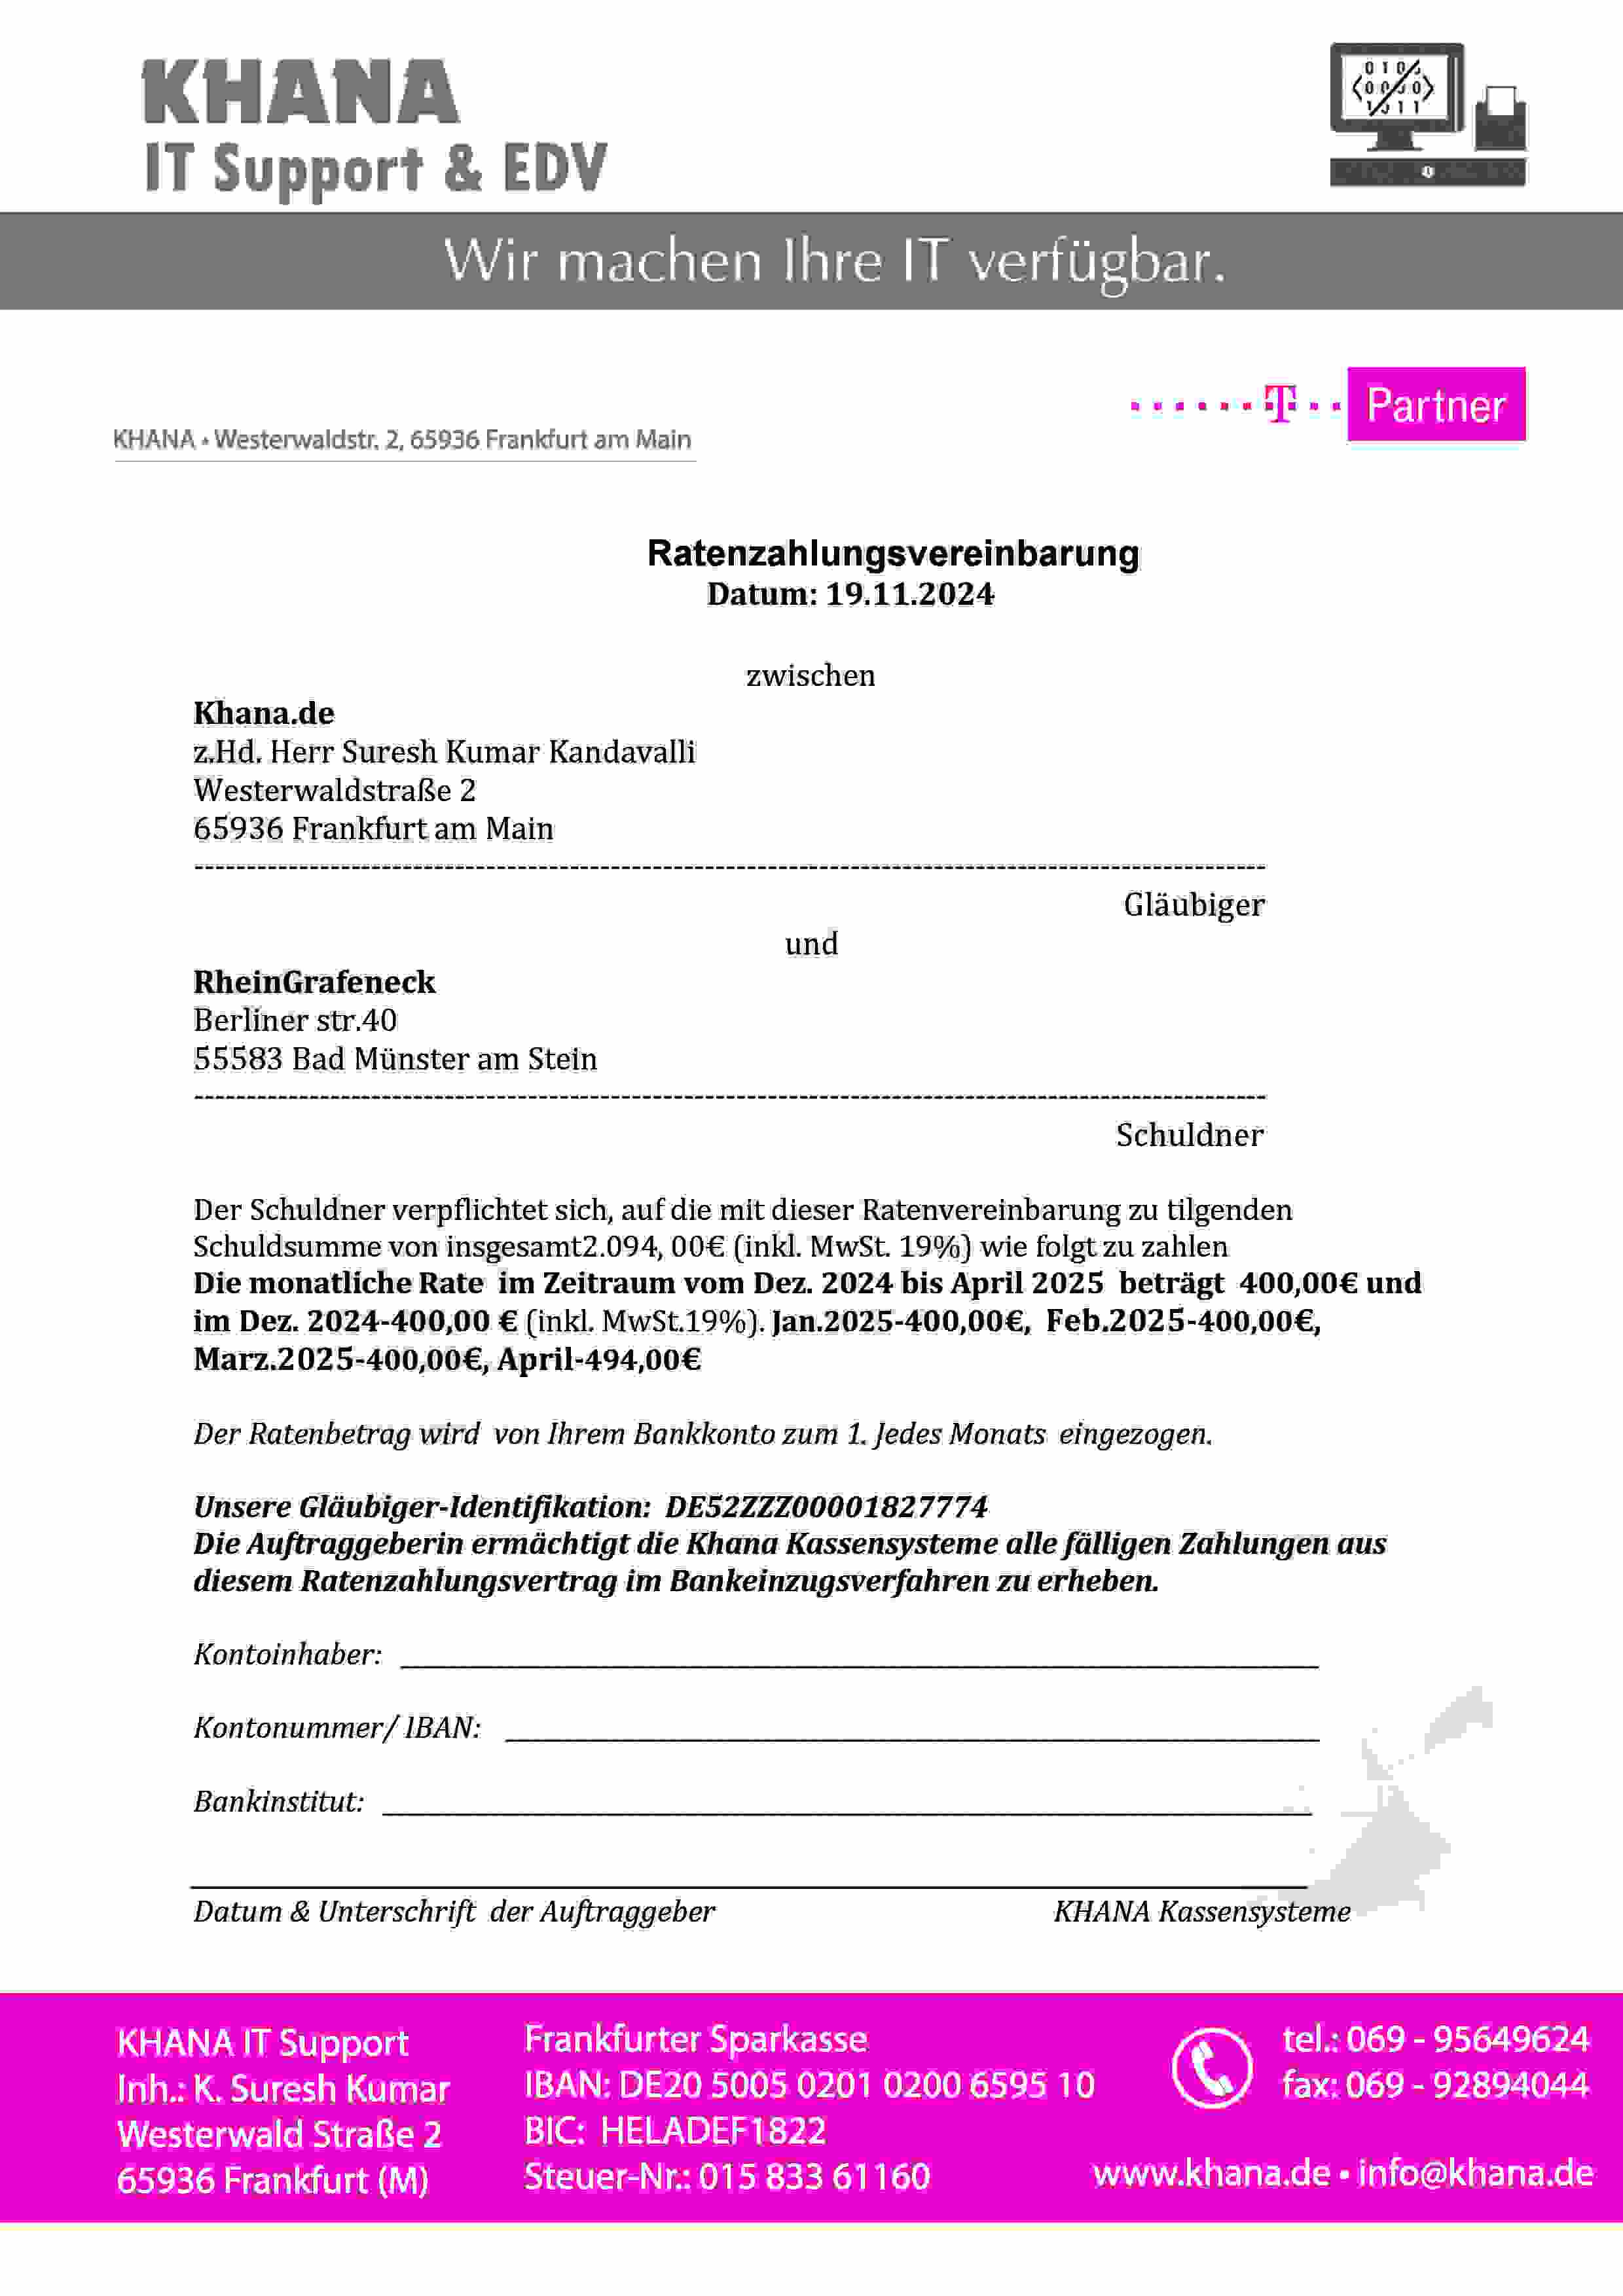 KHANA
IT Support & EDV
0 1 0
1011
Wir machen Ihre IT verfügbar.
T Partner
KHANA • Westerwaldstr. 2, 65936 Frankfurt am Main
Ratenzahlungsvereinbarung
Datum: 19.11.2024
zwischen
Khana.de
z.Hd. Herr Suresh Kumar Kandavalli
Westerwaldstraße 2
65936 Frankfurt am Main
Gläubiger
und
RheinGrafeneck
Berliner str.40
55583 Bad Münster am Stein
Schuldner
Der Schuldner verpflichtet sich, auf die mit dieser Ratenvereinbarung zu tilgenden
Schuldsumme von insgesamt2.094, 00€ (inkl. MwSt. 19%) wie folgt zu zahlen
Die monatliche Rate im Zeitraum vom Dez. 2024 bis April 2025 beträgt 400,00€ und
im Dez. 2024-400,00 € (inkl. MwSt.19%). Jan.2025-400,00€, Feb.2025-400,00€,
Marz.2025-400,00€, April-494,00€
Der Ratenbetrag wird von Ihrem Bankkonto zum 1. Jedes Monats eingezogen.
Unsere Gläubiger-Identifikation: DE52ZZZ00001827774
Die Auftraggeberin ermächtigt die Khana Kassensysteme alle fälligen Zahlungen aus
diesem Ratenzahlungsvertrag im Bankeinzugsverfahren zu erheben.
Kontoinhaber:
Kontonummer/ IBAN:
Bankinstitut:
Datum & Unterschrift der Auftraggeber KHANA Kassensysteme
KHANA IT Support
Inh.: K. Suresh Kumar
Westerwald Straße 2
65936 Frankfurt (M)
Frankfurter Sparkasse
IBAN: DE20 5005 0201 0200 6595 10
BIC: HELADEF1822
Steuer-Nr.: 015 833 61160
tel.: 069 - 95649624
fax: 069 - 92894044
www.khana.de • info@khana.de